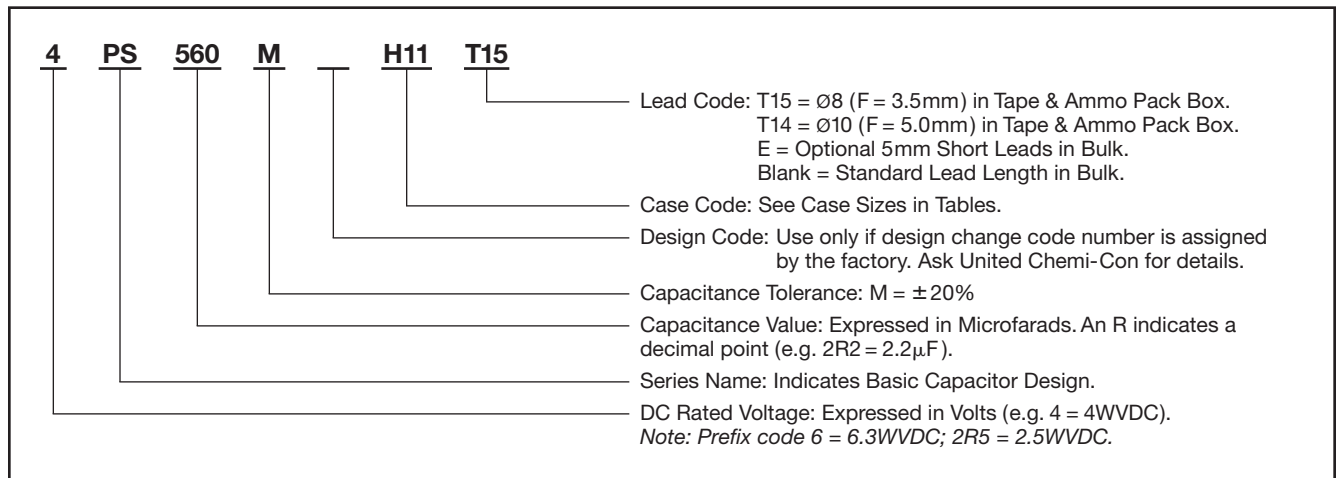 4 PS 560 M _ H11 T15
Lead Code: T15 = Ø8 (F = 3.5mm) in Tape & Ammo Pack Box.
T14 = Ø10 (F = 5.0mm) in Tape & Ammo Pack Box.
E = Optional 5mm Short Leads in Bulk.
Blank = Standard Lead Length in Bulk.
Case Code: See Case Sizes in Tables.
Design Code: Use only if design change code number is assigned
by the factory. Ask United Chemi-Con for details.
Capacitance Tolerance: M = ±20%
Capacitance Value: Expressed in Microfarads. An R indicates a
decimal point (e.g. 2R2 = 2.2µF).
Series Name: Indicates Basic Capacitor Design.
DC Rated Voltage: Expressed in Volts (e.g. 4 = 4WVDC).
Note: Prefix code 6 = 6.3WVDC; 2R5 = 2.5WVDC.